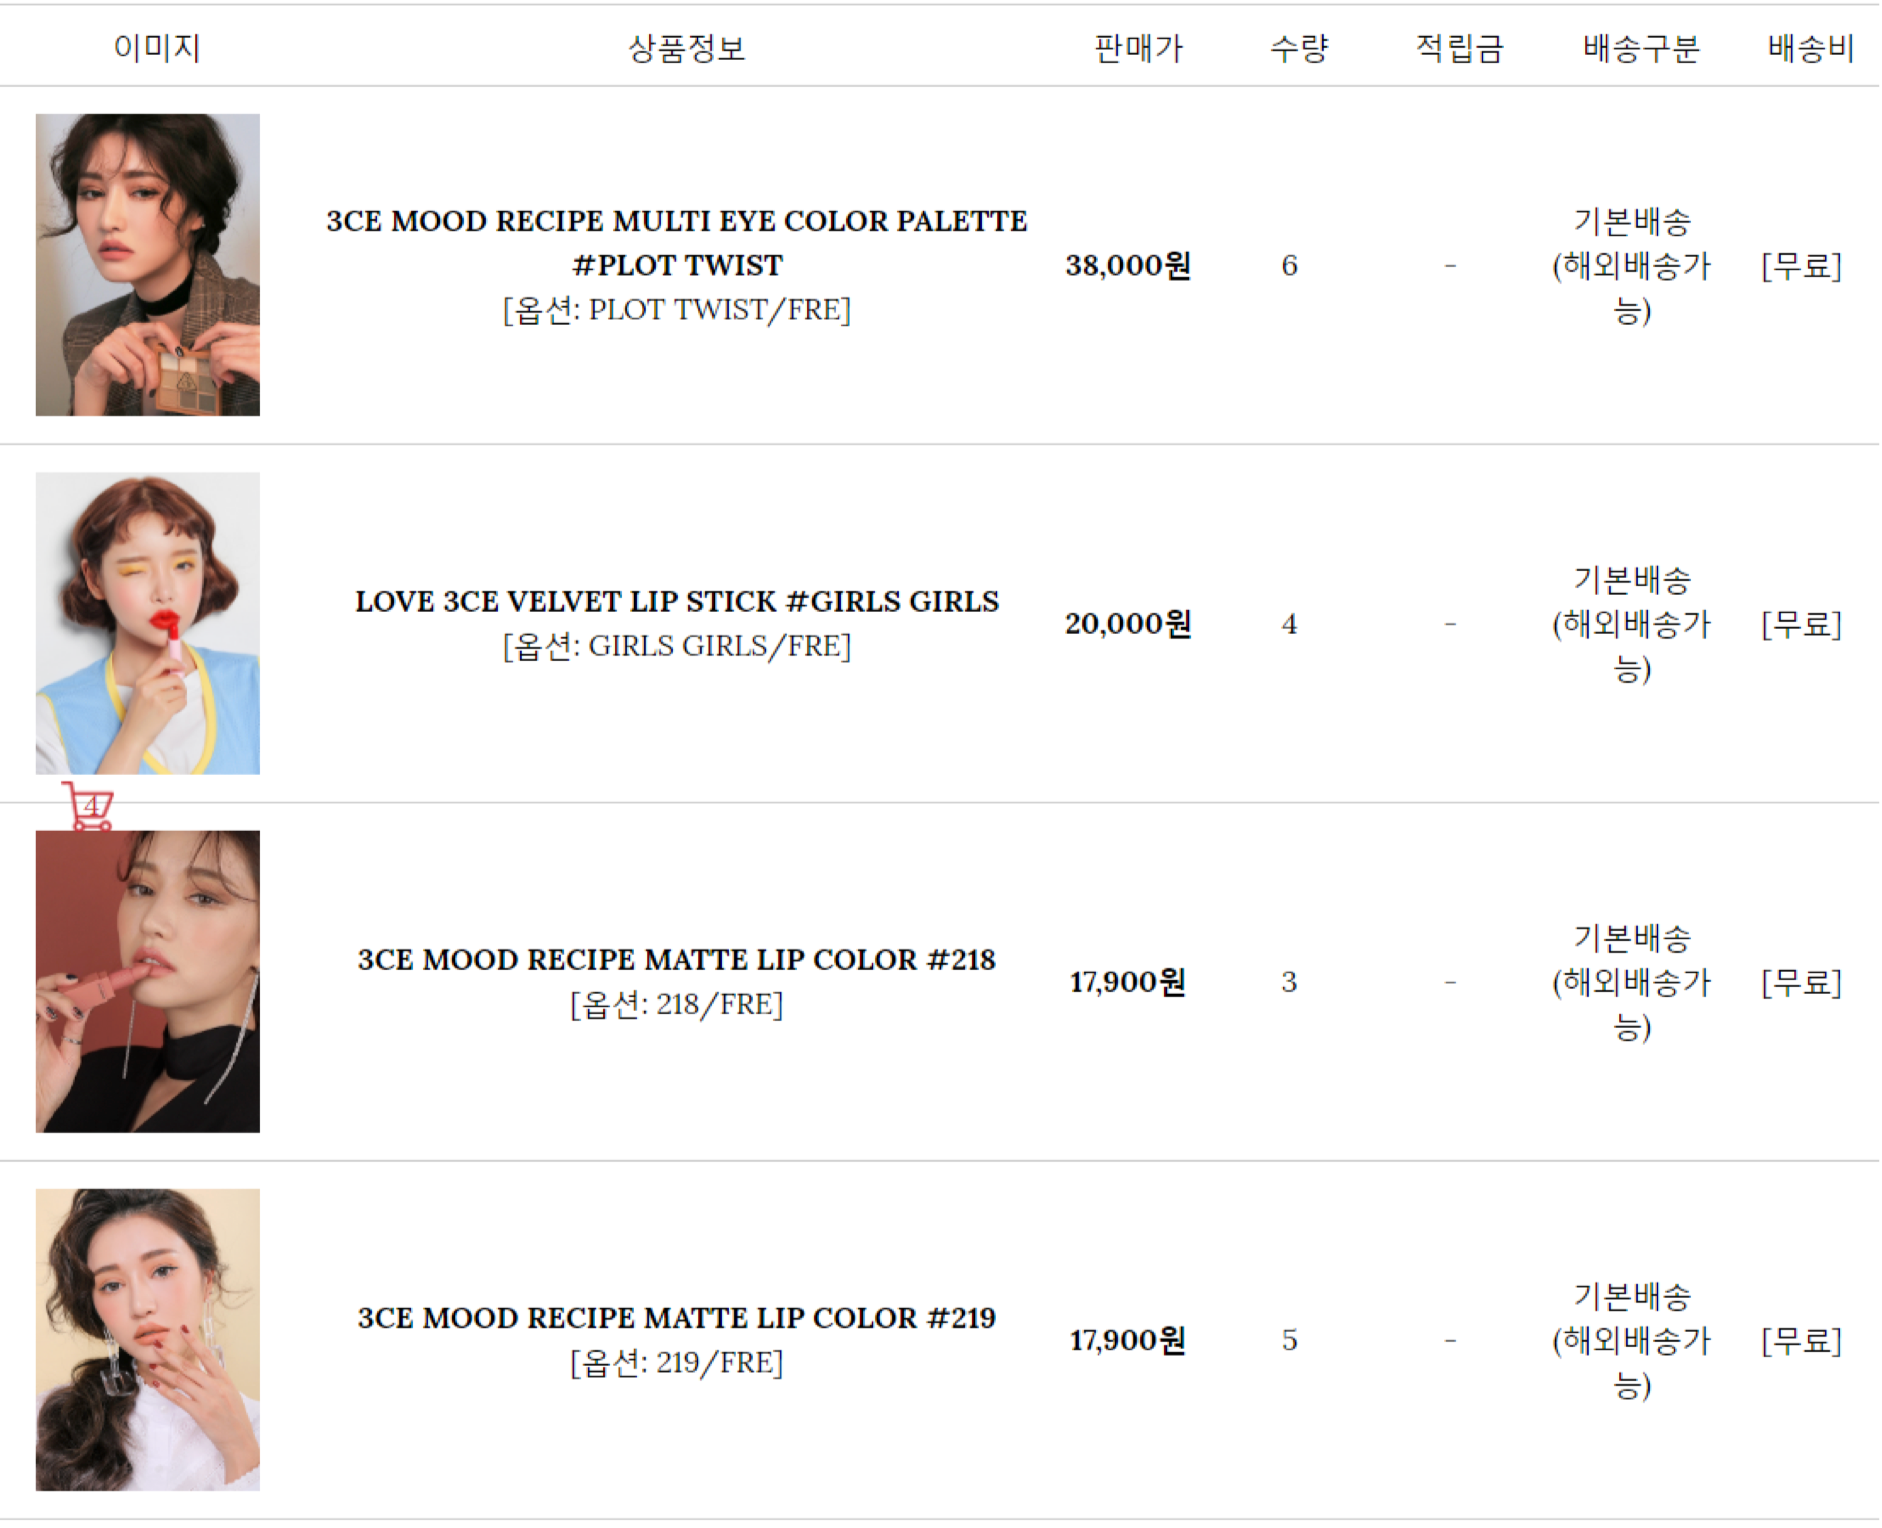 이미지 상품정보 판매가 수량 적립금 배송구분 배송비
3CE MOOD RECIPE MULTI EYE COLOR PALETTE
#PLOT TWIST
[옵션: PLOT TWIST/FRE]
38,000원
6
-
기본배송
(해외배송가
능)
[무료]
LOVE 3CE VELVET LIP STICK #GIRLS GIRLS
[옵션: GIRLS GIRLS/FRE]
20,000원
4
-
기본배송
(해외배송가
능)
[무료]
4
3CE MOOD RECIPE MATTE LIP COLOR #218
[옵션: 218/FRE]
17,900원
3
-
기본배송
(해외배송가
능)
[무료]
3CE MOOD RECIPE MATTE LIP COLOR #219
[옵션: 219/FRE]
17,900원
5
-
기본배송
(해외배송가
능)
[무료]